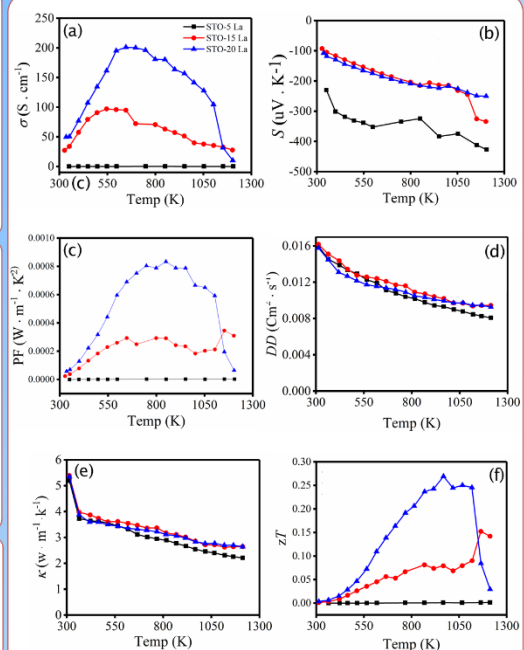 (a)
STO-5 La
STO-15 La
STO-20 La
250
200
150
100
50
0
σ (S . cm⁻¹)
300 550 800 1050 1300
Temp (K)
(c)
(b)
0
-100
-200
-300
-400
-500
S (uV . K-1)
300 550 800 1050 1300
Temp (K)
(c)
0.0010
0.0008
0.0006
0.0004
0.0002
0.0000
PF (W · m⁻¹ · K⁻²)
300 550 800 1050 1300
Temp (K)
(d)
0.016
0.012
0.008
0.004
0.000
DD (Cm² · s⁻¹)
300 550 800 1050 1300
Temp (K)
(e)
6
5
4
3
2
1
0
κ (w · m⁻¹ k⁻¹)
300 550 800 1050 1300
Temp (K)
(f)
0.30
0.25
0.20
0.15
0.10
0.05
0.00
zT
300 550 800 1050 1300
Temp (K)